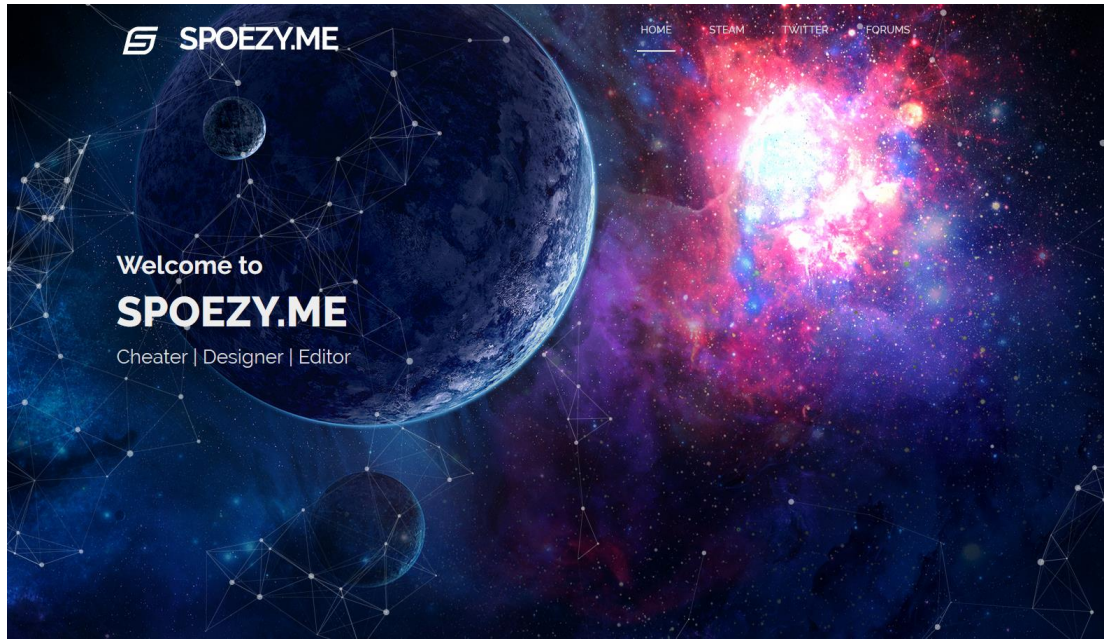 SPOEZY.ME
HOME STEAM TWITTER FORUMS
Welcome to
SPOEZY.ME
Cheater | Designer | Editor